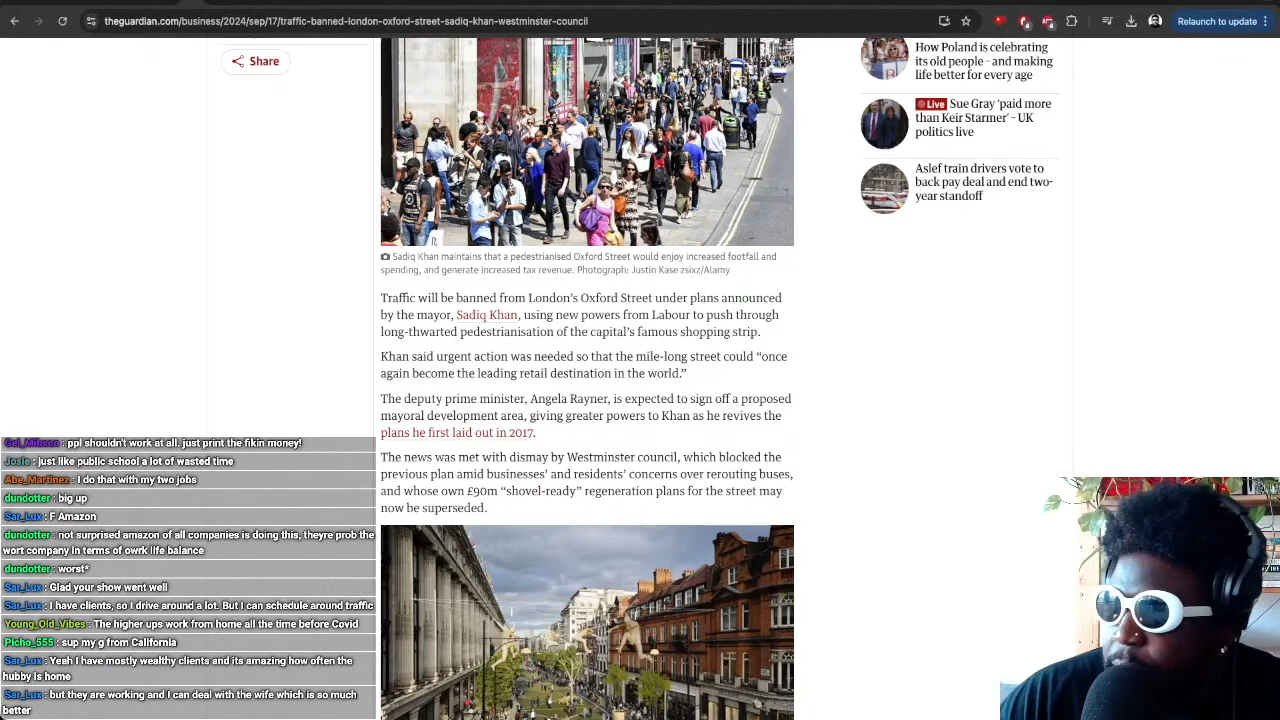 theguardian.com/business/2024/sep/17/traffic-banned-london-oxford-street-sadiq-khan-westminster-council
Relaunch to update
Share
How Poland is celebrating
its old people – and making
life better for every age
Live Sue Gray ‘paid more
than Keir Starmer’ – UK
politics live
Aslef train drivers vote to
back pay deal and end two-
year standoff
Sadiq Khan maintains that a pedestrianised Oxford Street would enjoy increased footfall and
spending, and generate increased tax revenue. Photograph: Justin Kase zsixz/Alamy
Traffic will be banned from London’s Oxford Street under plans announced
by the mayor, Sadiq Khan, using new powers from Labour to push through
long-thwarted pedestrianisation of the capital’s famous shopping strip.
Khan said urgent action was needed so that the mile-long street could “once
again become the leading retail destination in the world.”
The deputy prime minister, Angela Rayner, is expected to sign off a proposed
mayoral development area, giving greater powers to Khan as he revives the
plans he first laid out in 2017.
The news was met with dismay by Westminster council, which blocked the
previous plan amid businesses’ and residents’ concerns over rerouting buses,
and whose own £90m “shovel-ready” regeneration plans for the street may
now be superseded.
Gel_Mibson : ppl shouldn't work at all. just print the fikin money!
Josie : just like public school a lot of wasted time
Abe_Martinez : I do that with my two jobs
dundotter : big up
Sar_Lux : F Amazon
dundotter : not surprised amazon of all companies is doing this, theyre prob the
wort company in terms of owrk life balance
dundotter : worst*
Sar_Lux : Glad your show went well
Sar_Lux : I have clients, so I drive around a lot. But I can schedule around traffic
Young_Old_Vibes : The higher ups work from home all the time before Covid
Picho_555 : sup my g from California
Sar_Lux : Yeah I have mostly wealthy clients and its amazing how often the
hubby is home
Sar_Lux : but they are working and I can deal with the wife which is so much
better